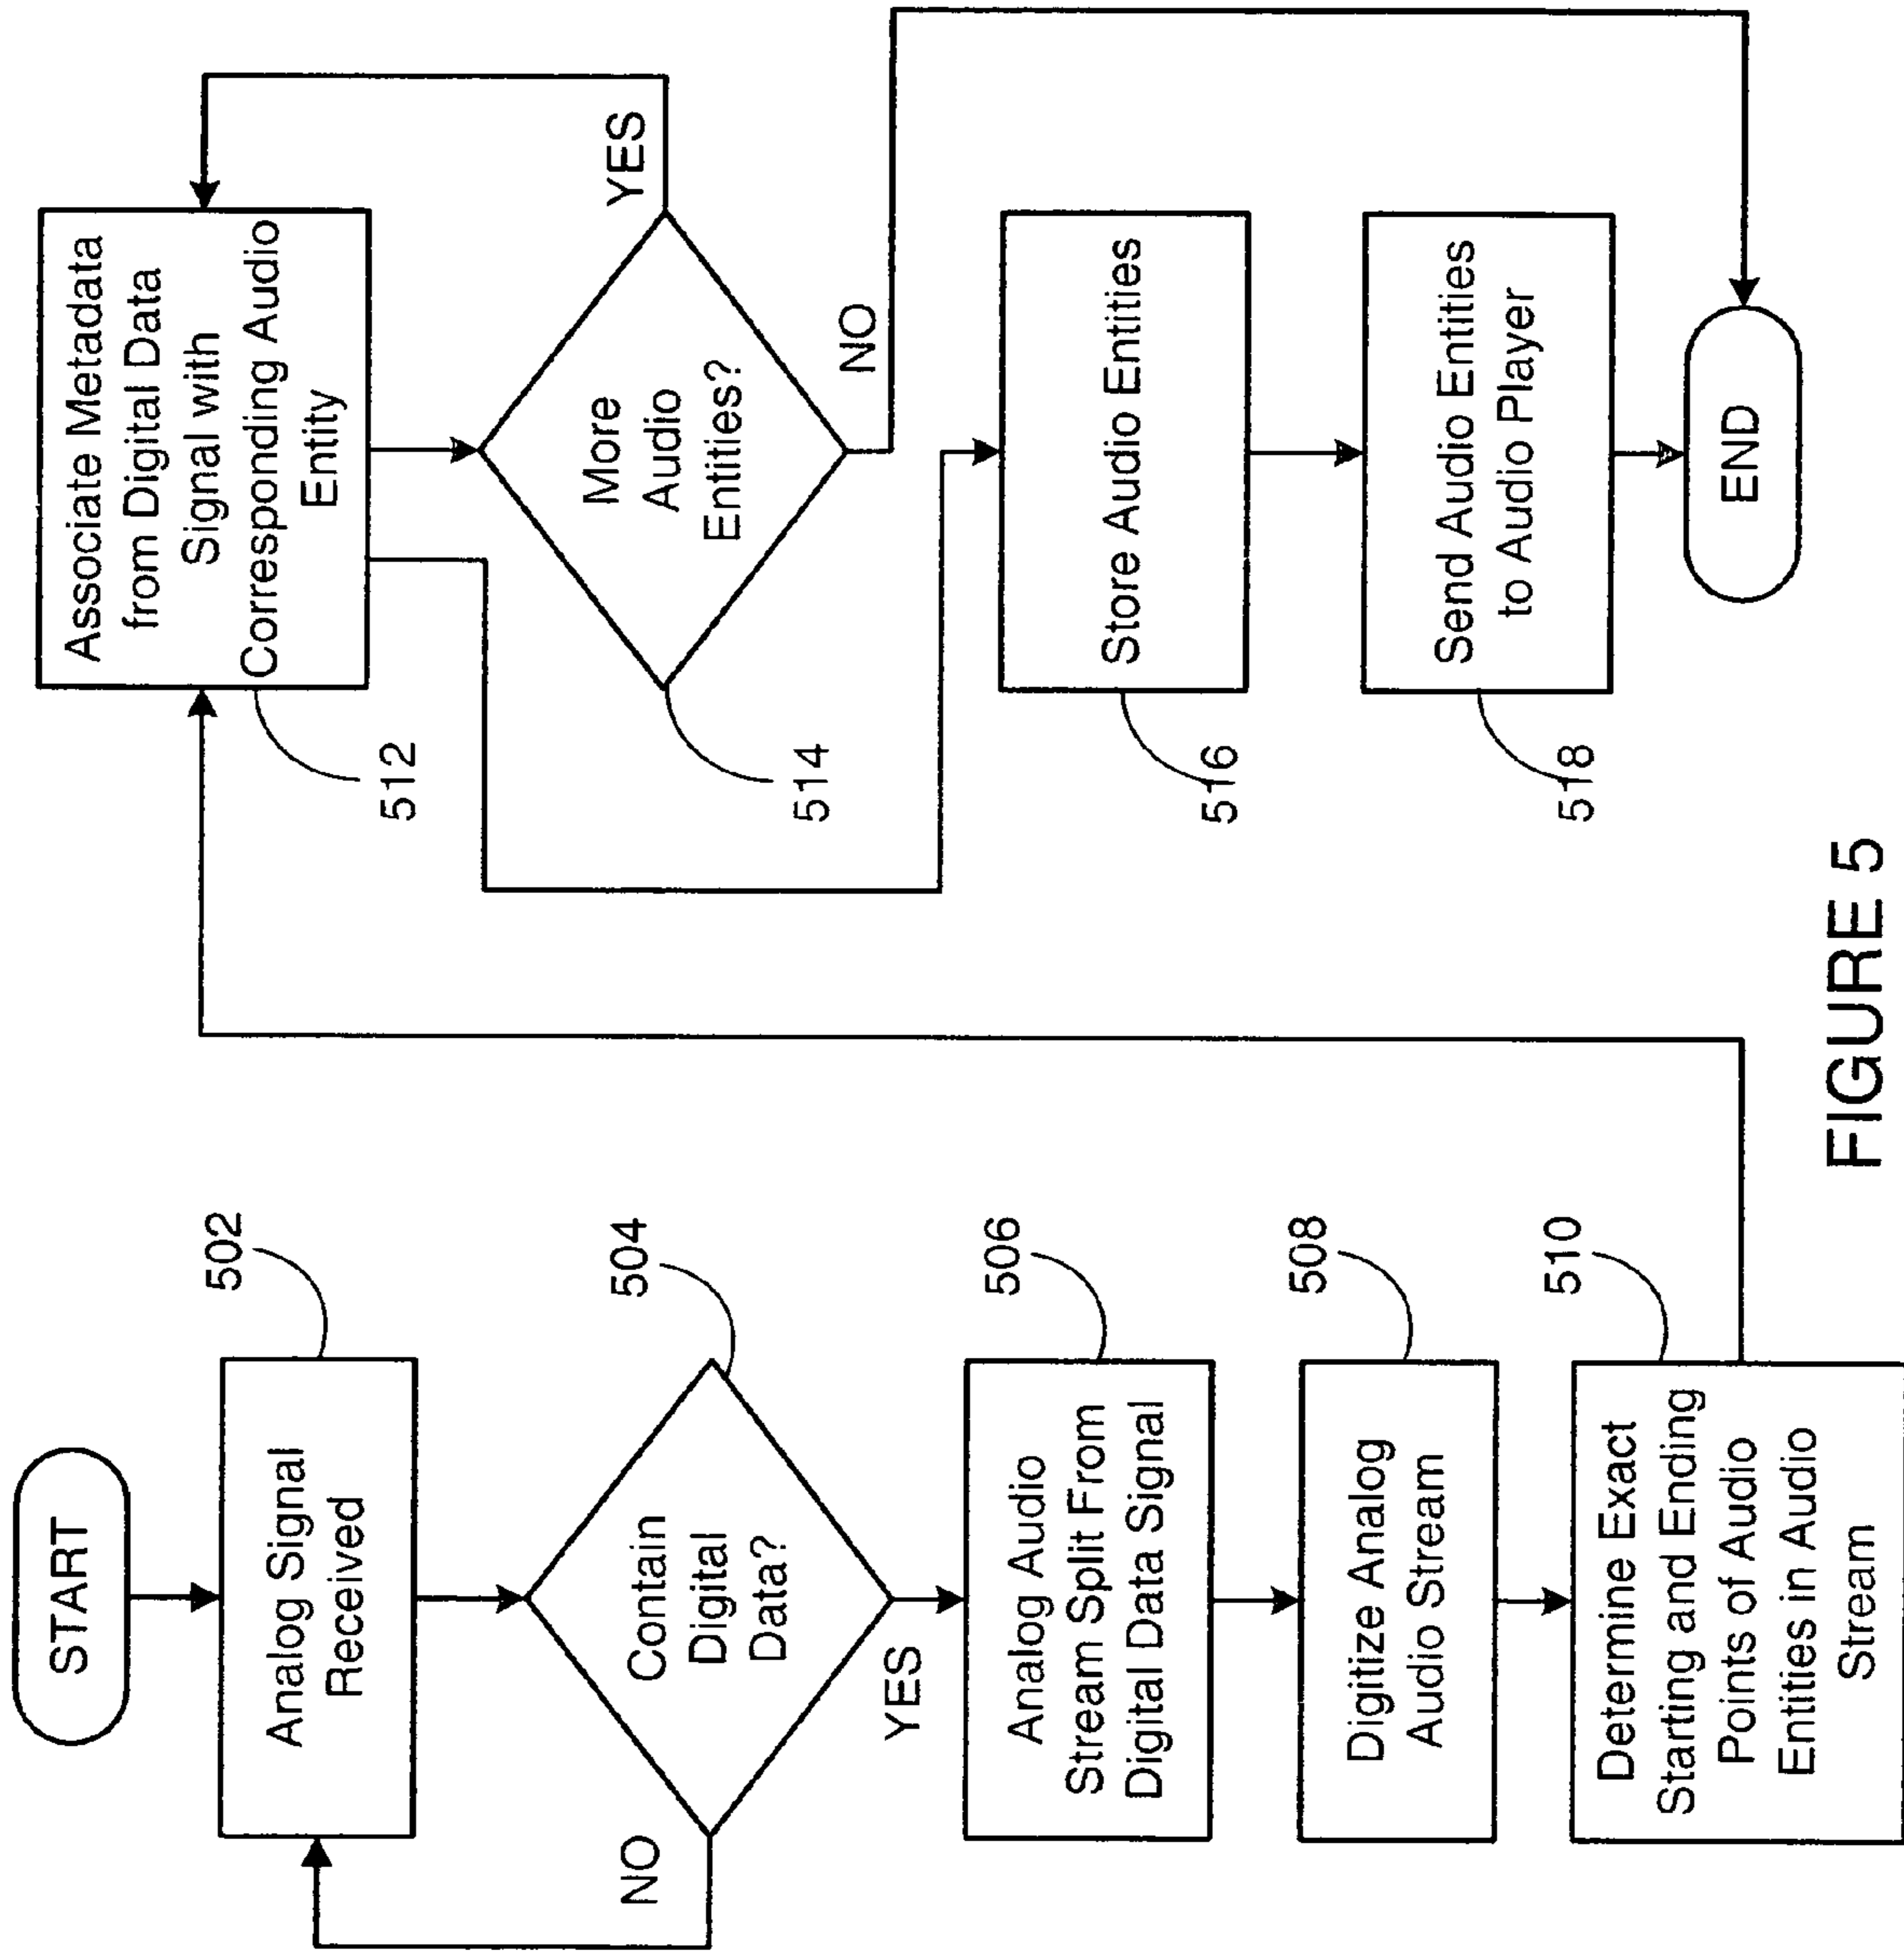 START
Analog Signal
Received
502
Contain
Digital
Data?
504
NO
YES
Analog Audio
Stream Split From
Digital Data Signal
506
Digitize Analog
Audio Stream
508
Determine Exact
Starting and Ending
Points of Audio
Entities in Audio
Stream
510
Associate Metadata
from Digital Data
Signal with
Corresponding Audio
Entity
512
More
Audio
Entities?
514
YES
NO
Store Audio Entities
516
Send Audio Entities
to Audio Player
518
END
FIGURE 5